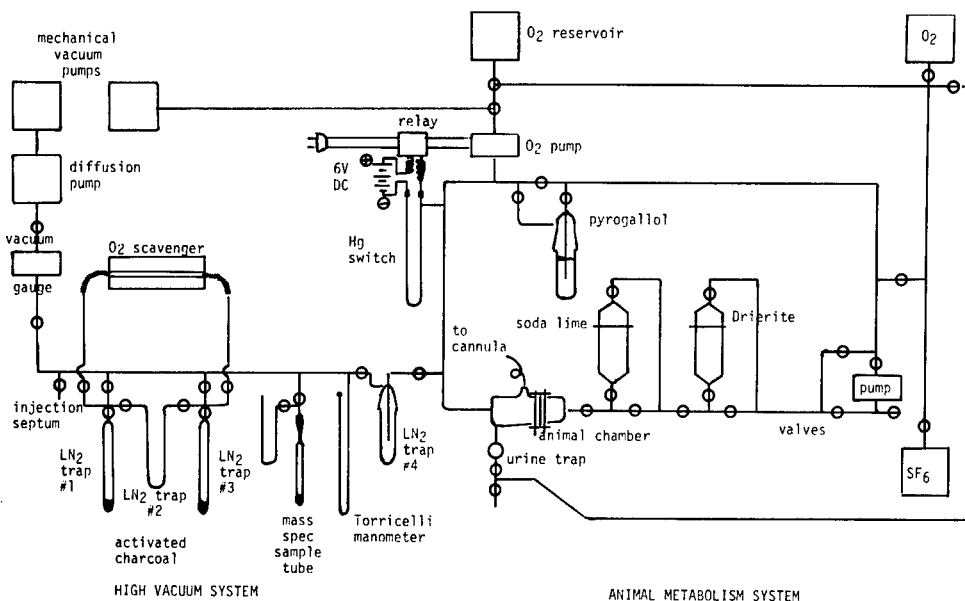 mechanical
vacuum
pumps
O2 reservoir
O2
relay
O2 pump
6V
DC
diffusion
pump
Hg
switch
pyrogallol
vacuum
gauge
O2 scavenger
soda lime
Drierite
to
cannula
pump
injection
septum
animal chamber
valves
LN2
trap
#1
LN2 trap
#2
LN2
trap
#3
LN2
trap
#4
urine trap
SF6
activated
charcoal
mass
spec
sample
tube
Torricelli
manometer
HIGH VACUUM SYSTEM
ANIMAL METABOLISM SYSTEM